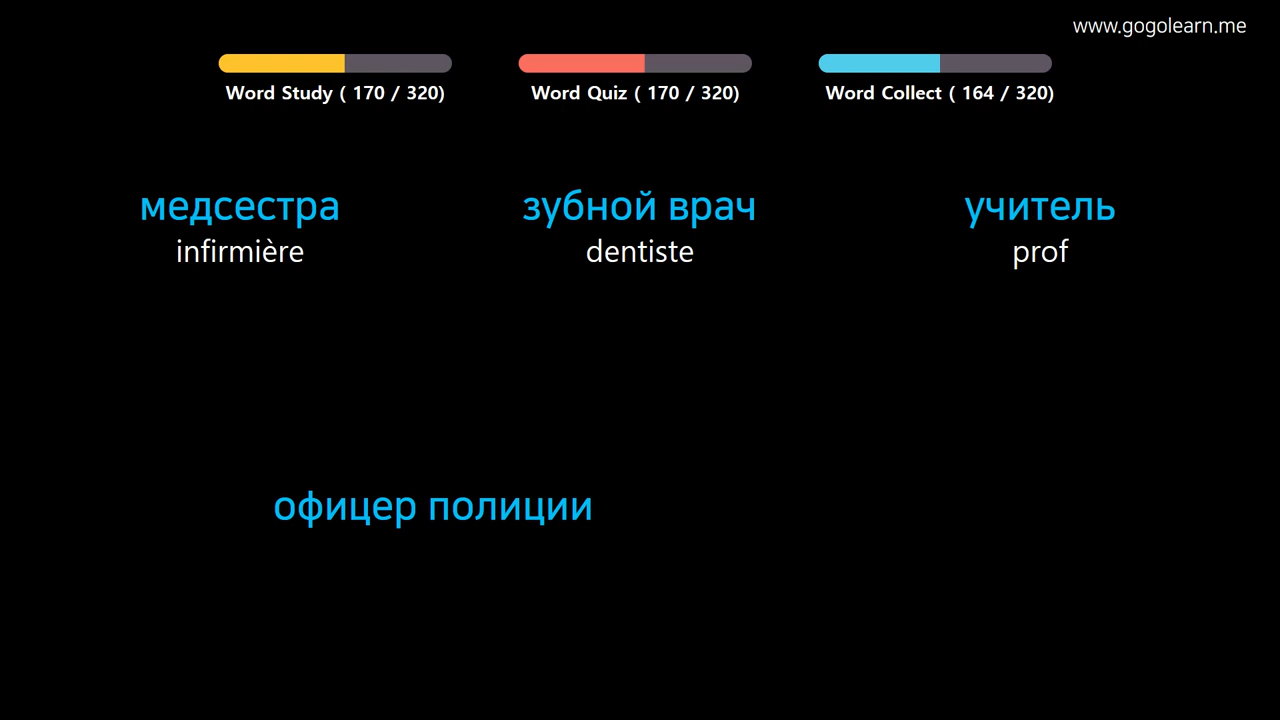 www.gogolearn.me
Word Study ( 170 / 320)
Word Quiz ( 170 / 320)
Word Collect ( 164 / 320)
медсестра
infirmière
зубной врач
dentiste
учитель
prof
офицер полиции